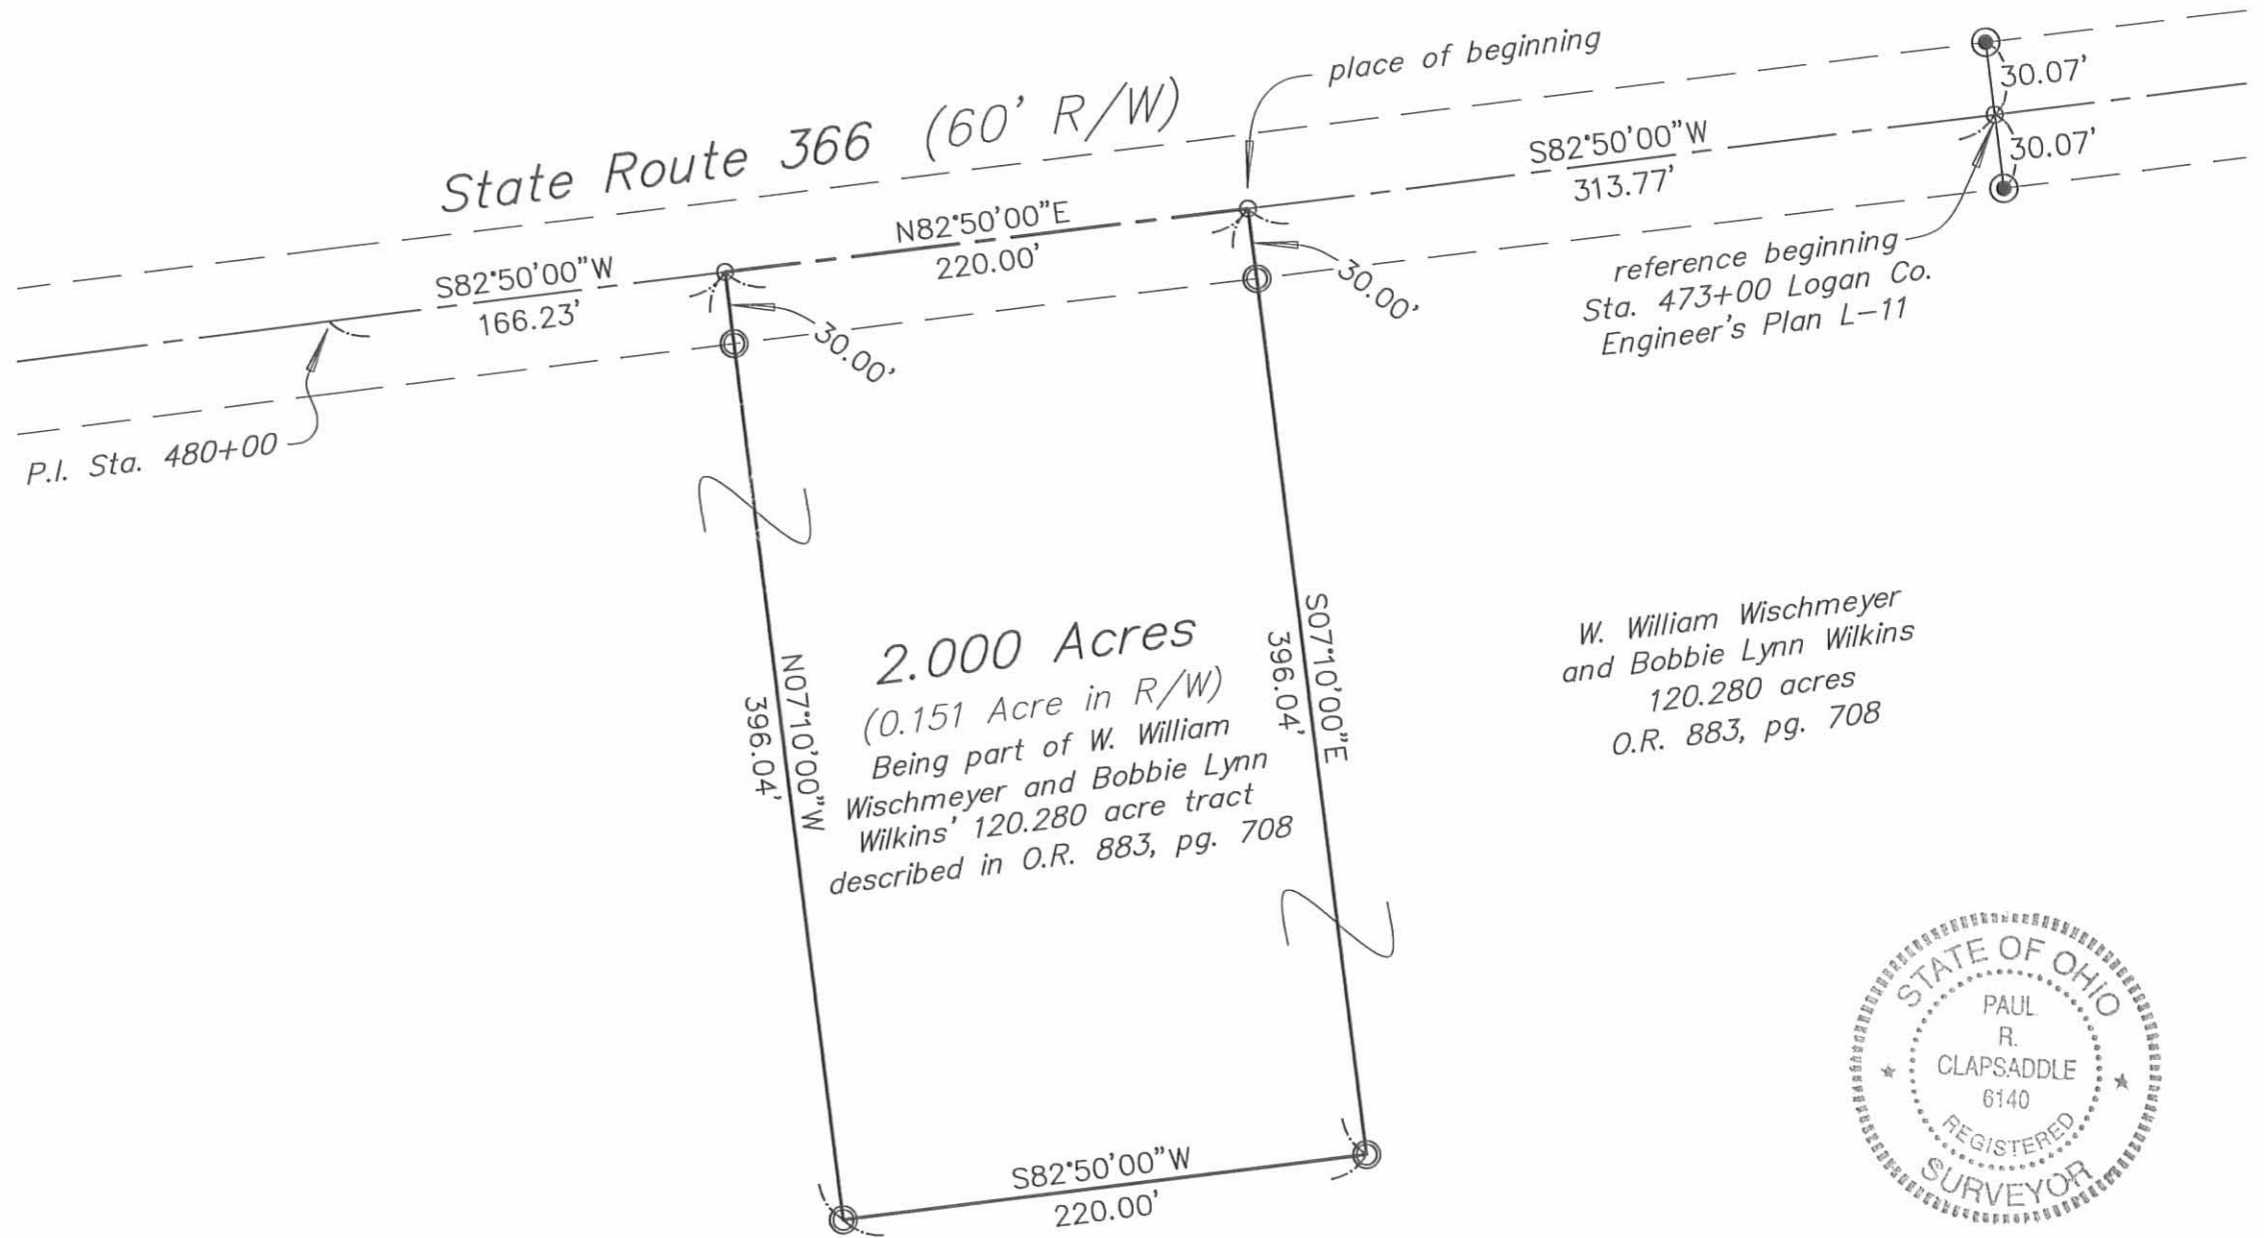 place of beginning
30.07'
State Route 366 (60' R/W)
S82°50'00"W
313.77'
30.07'
N82°50'00"E
220.00'
S82°50'00"W
166.23'
30.00'
30.00'
reference beginning
Sta. 473+00 Logan Co.
Engineer's Plan L-11
P.I. Sta. 480+00
N07°10'00"W
396.04'
2.000 Acres
(0.151 Acre in R/W)
Being part of W. William
Wischmeyer and Bobbie Lynn
Wilkins' 120.280 acre tract
described in O.R. 883, pg. 708
S07°10'00"E
396.04'
W. William Wischmeyer
and Bobbie Lynn Wilkins
120.280 acres
O.R. 883, pg. 708
S82°50'00"W
220.00'
STATE OF OHIO
PAUL
R.
CLAPSADDLE
6140
REGISTERED
SURVEYOR